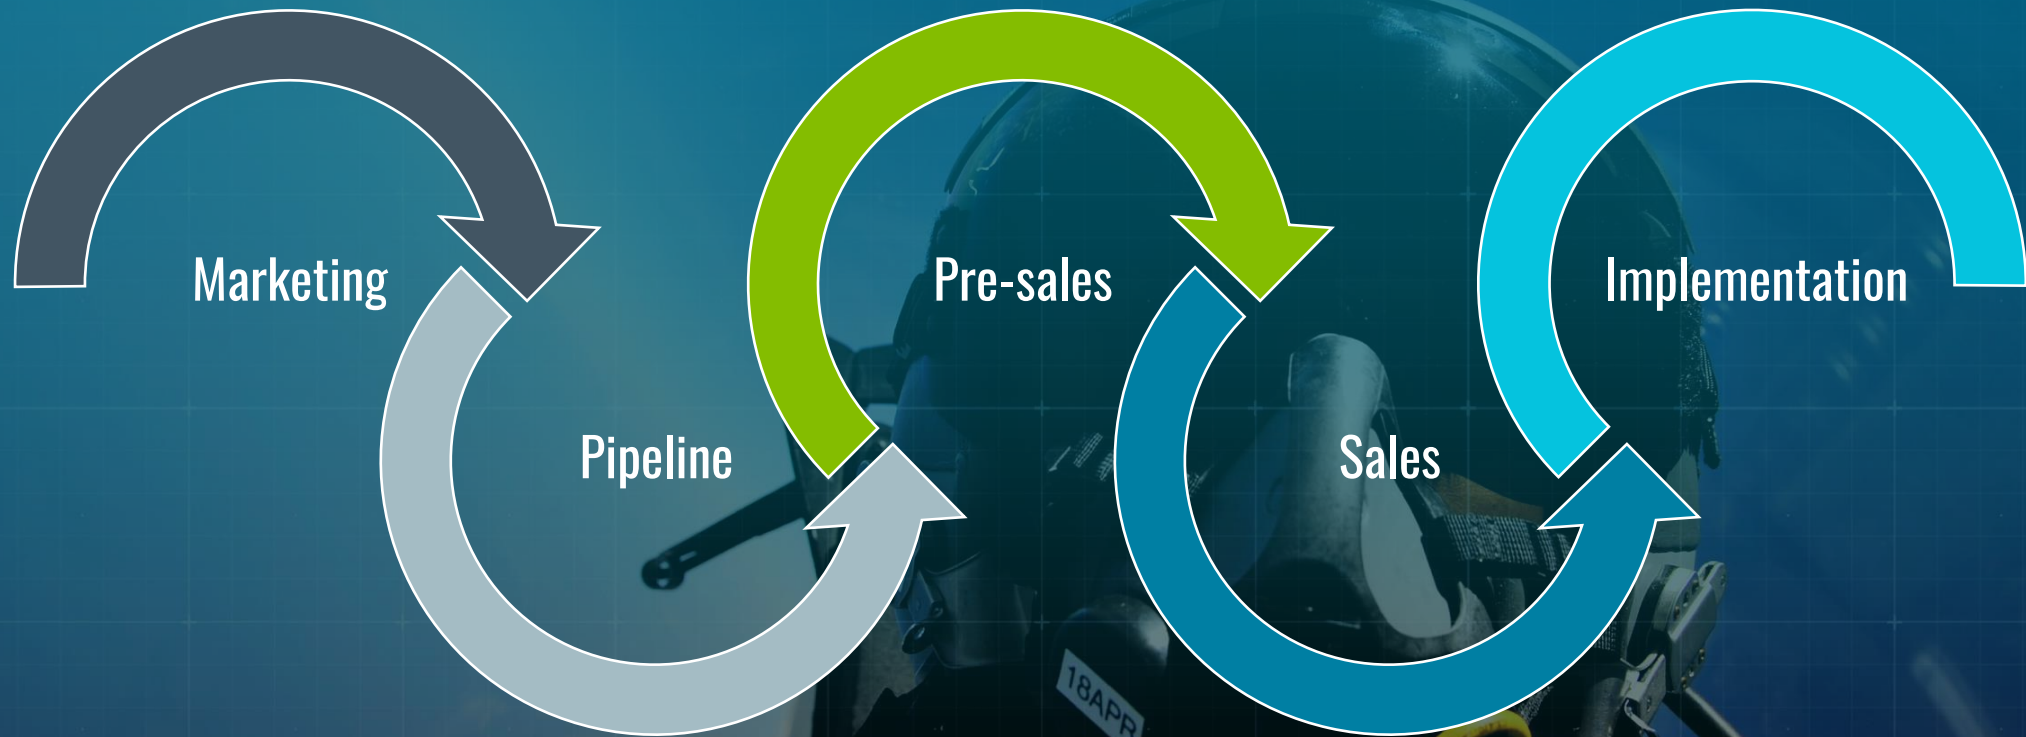 Marketing
Pipeline
Pre-sales
Sales
Implementation
18APR